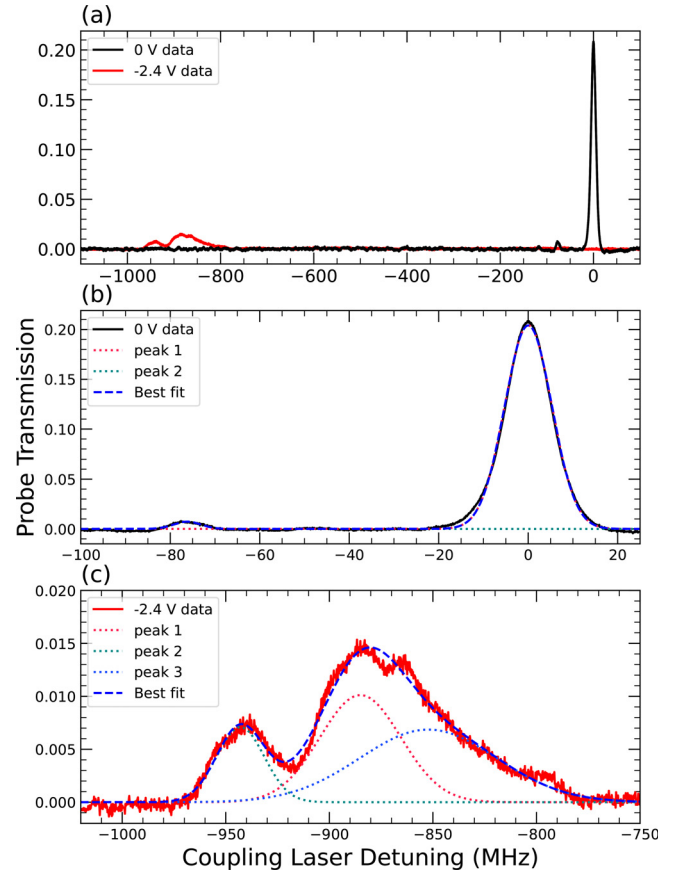 (a)
0 V data
-2.4 V data
0.20
0.15
0.10
0.05
0.00
−1000 −800 −600 −400 −200 0
(b)
0 V data
peak 1
peak 2
Best fit
0.20
0.15
0.10
0.05
0.00
−100 −80 −60 −40 −20 0 20
Probe Transmission
(c)
-2.4 V data
peak 1
peak 2
peak 3
Best fit
0.020
0.015
0.010
0.005
0.000
−1000 −950 −900 −850 −800 −750
Coupling Laser Detuning (MHz)